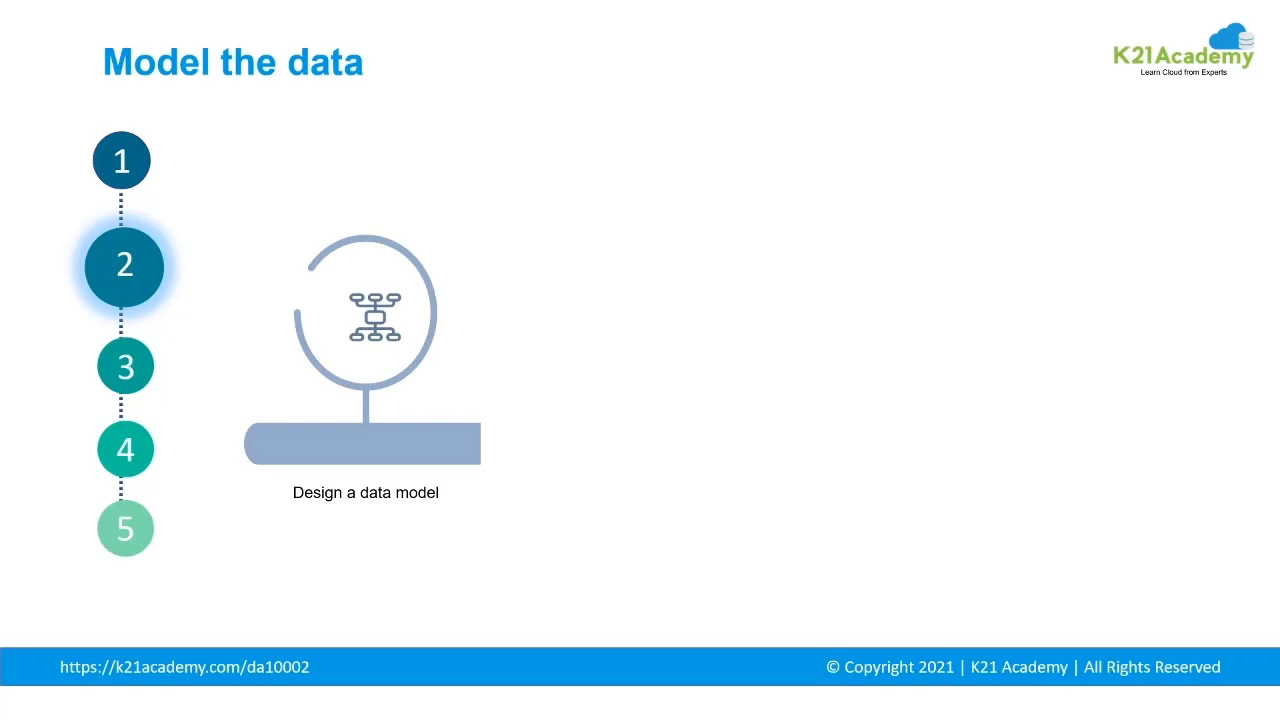 Model the data
K21Academy
Learn Cloud from Experts
1
2
3
4
5
Design a data model
https://k21academy.com/da10002
© Copyright 2021 | K21 Academy | All Rights Reserved